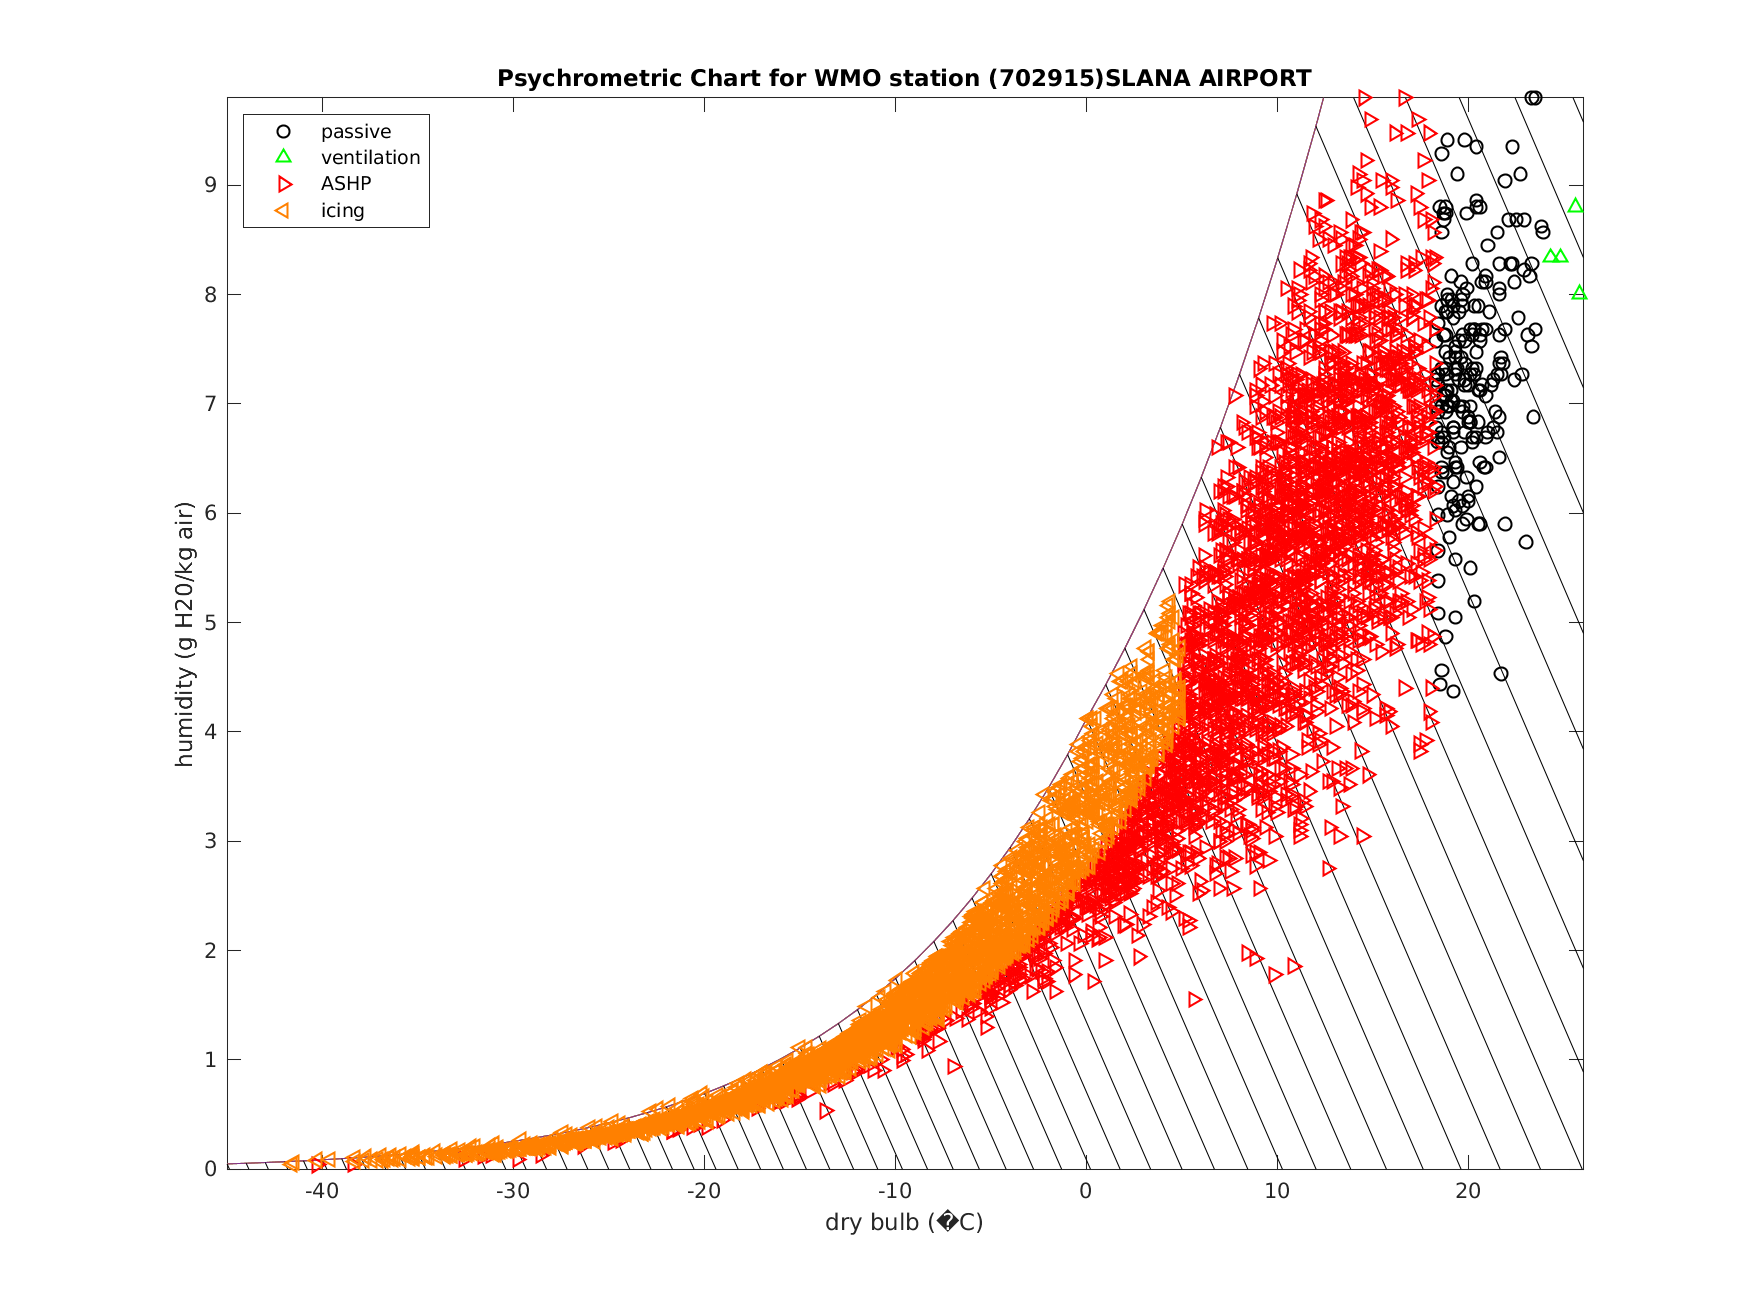 Psychrometric Chart for WMO station (702915)SLANA AIRPORT
passive
ventilation
ASHP
icing
humidity (g H20/kg air)
9
8
7
6
5
4
3
2
1
0
-40 -30 -20 -10 0 10 20
dry bulb (�C)